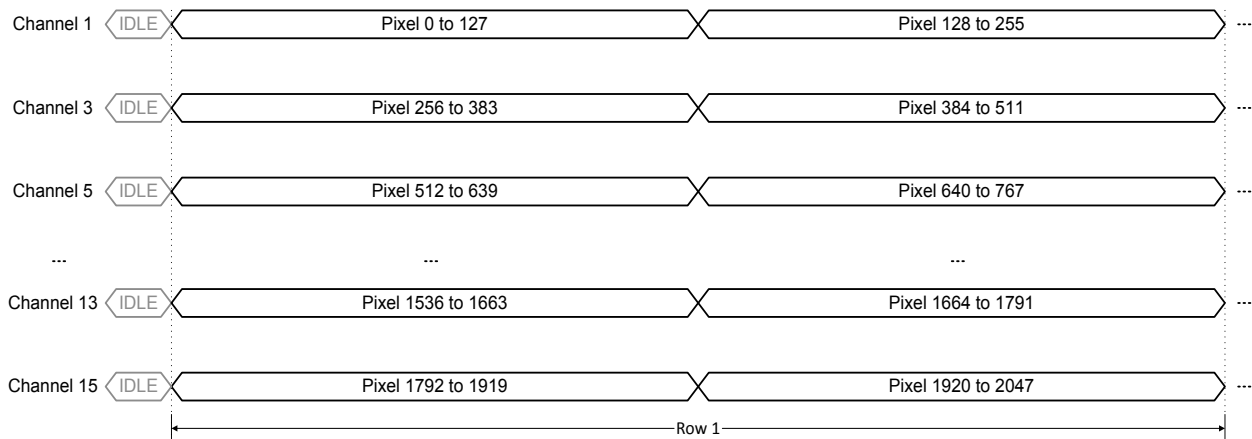 Channel 1 IDLE Pixel 0 to 127 Pixel 128 to 255 ...
Channel 3 IDLE Pixel 256 to 383 Pixel 384 to 511 ...
Channel 5 IDLE Pixel 512 to 639 Pixel 640 to 767 ...
... ... ...
Channel 13 IDLE Pixel 1536 to 1663 Pixel 1664 to 1791 ...
Channel 15 IDLE Pixel 1792 to 1919 Pixel 1920 to 2047 ...
Row 1